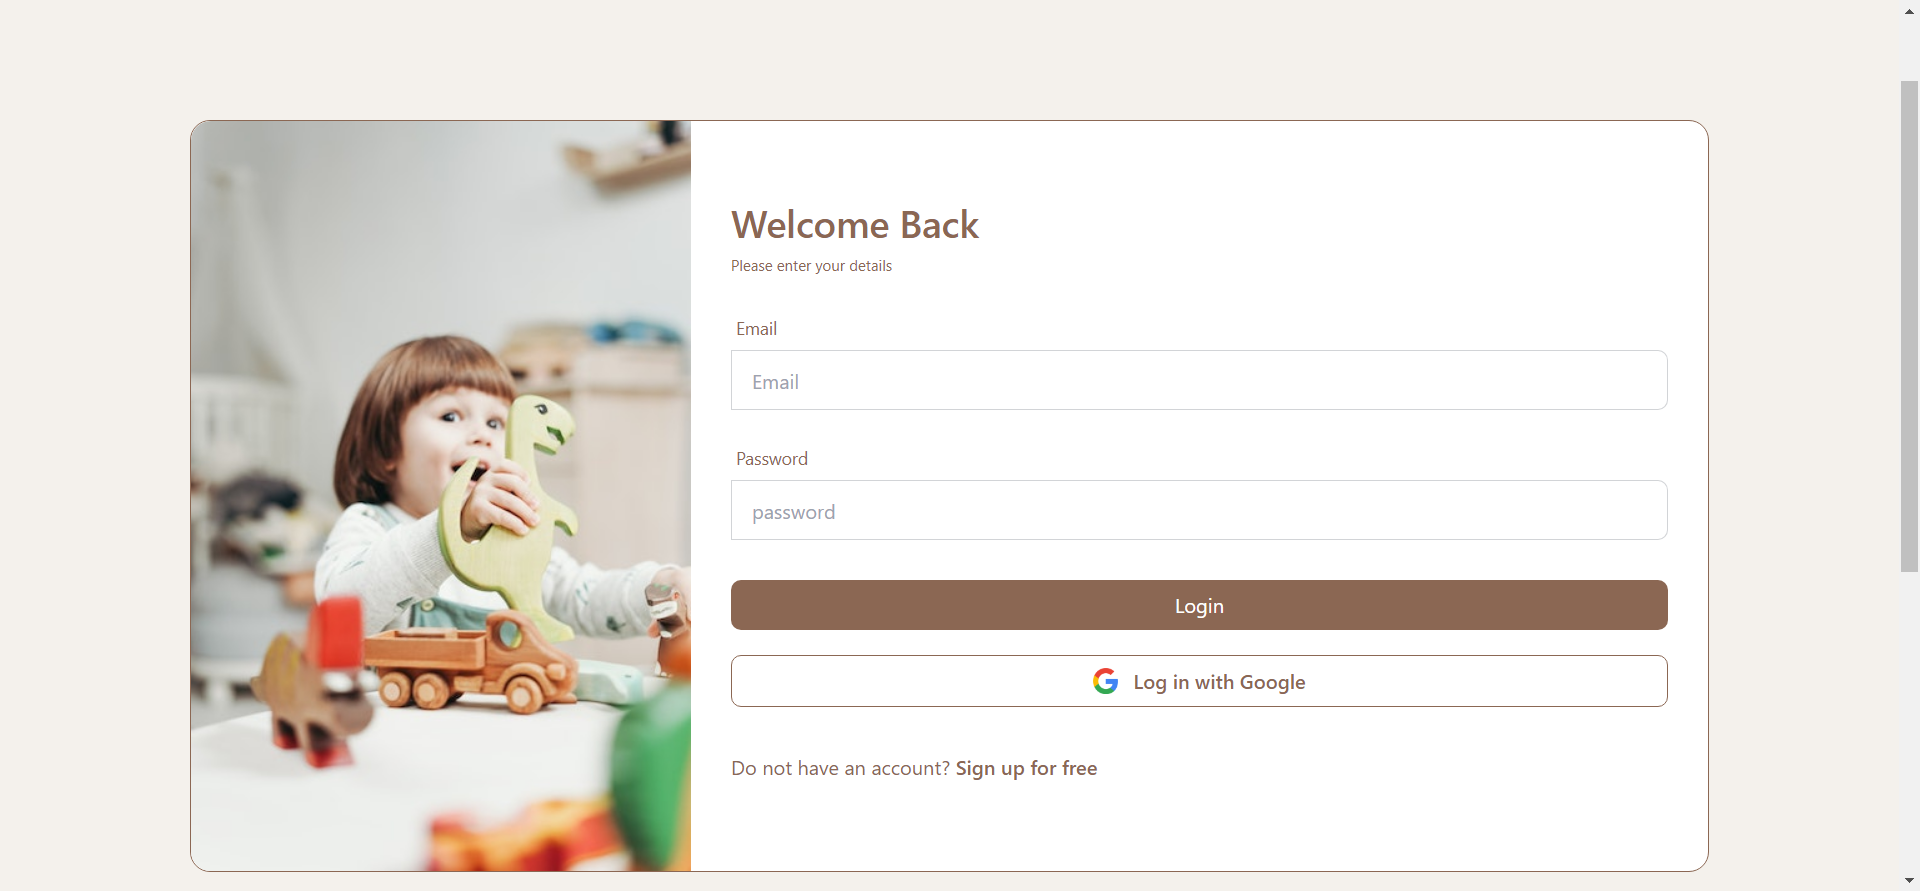 Welcome Back
Please enter your details
Email
Email
Password
password
Login
Log in with Google
Do not have an account? Sign up for free